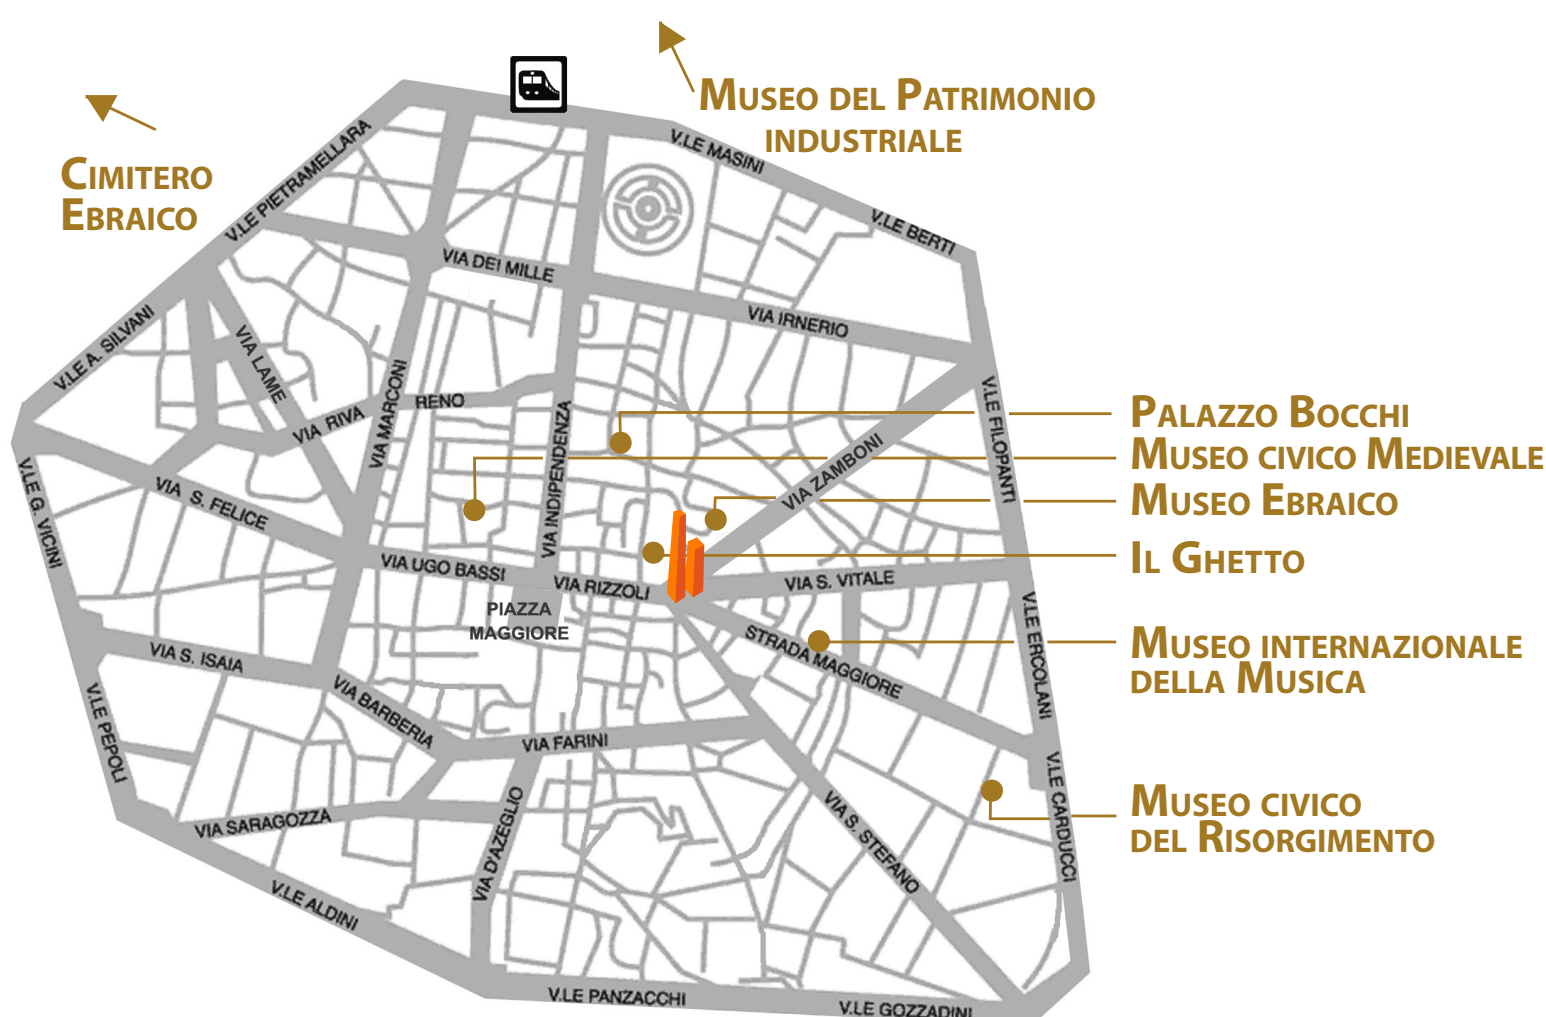 Museo del Patrimonio
industriale
Cimitero
Ebraico
V.LE PIETRAMELLARA
V.LE MASINI
V.LE BERTI
VIA DEI MILLE
VIA IRNERIO
V.LE A. SILVANI
VIA LAME
VIA MARCONI
RENO
VIA RIVA
VIA INDIPENDENZA
VIA ZAMBONI
V.LE FILOPANTI
Palazzo Bocchi
Museo civico Medievale
Museo Ebraico
Il Ghetto
V.LE G. VICINI
VIA S. FELICE
VIA UGO BASSI
VIA RIZZOLI
VIA S. VITALE
PIAZZA
MAGGIORE
STRADA MAGGIORE
V.LE ERCOLANI
Museo internazionale
della Musica
VIA S. ISAIA
VIA BARBERIA
V.LE PEPOLI
VIA FARINI
V.LE CARDUCCI
Museo civico
del Risorgimento
VIA SARAGOZZA
VIA D'AZEGLIO
VIA S. STEFANO
V.LE ALDINI
V.LE PANZACCHI
V.LE GOZZADINI